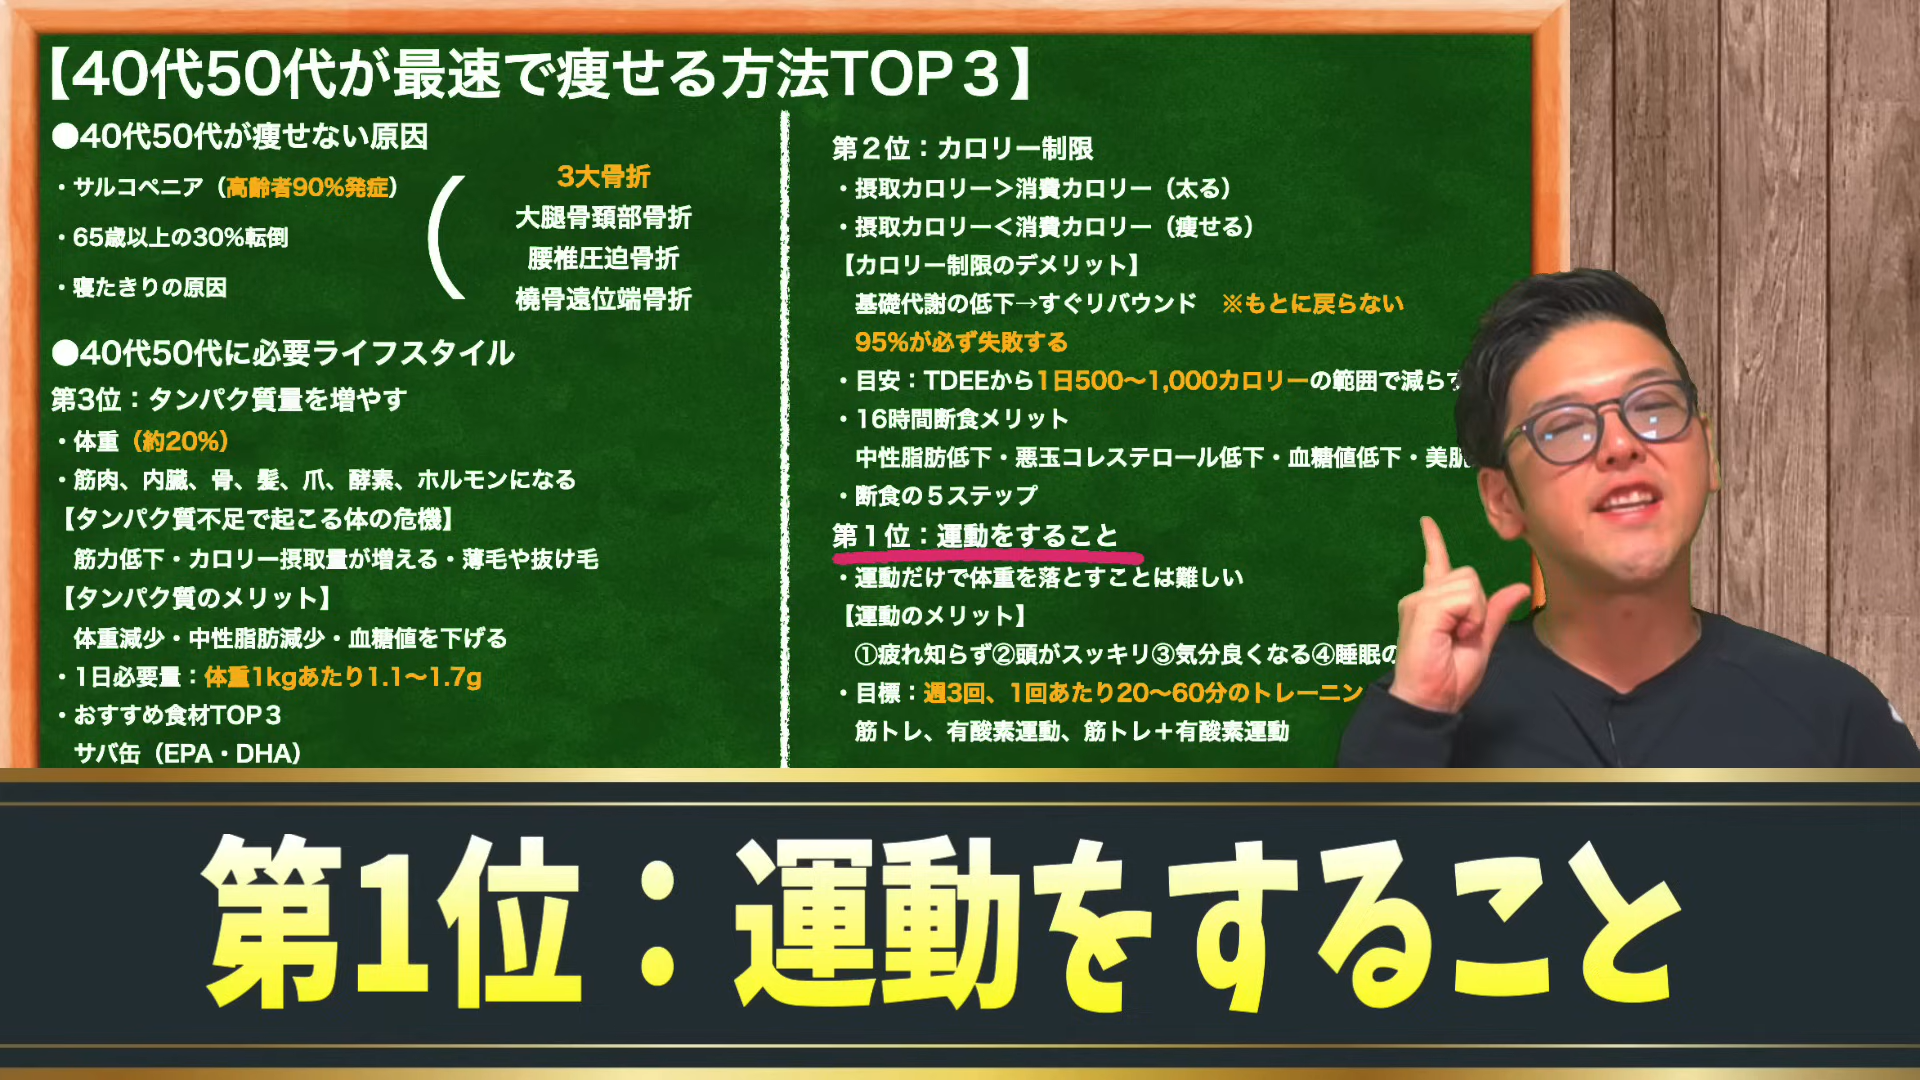 【40代50代が最速で痩せる方法TOP３】
●40代50代が痩せない原因
・サルコペニア（高齢者90%発症）
・65歳以上の30%転倒
・寝たきりの原因
(
3大骨折
大腿骨頚部骨折
腰椎圧迫骨折
橈骨遠位端骨折
●40代50代に必要ライフスタイル
第3位：タンパク質量を増やす
・体重（約20%）
・筋肉、内臓、骨、髪、爪、酵素、ホルモンになる
【タンパク質不足で起こる体の危機】
筋力低下・カロリー摂取量が増える・薄毛や抜け毛
【タンパク質のメリット】
体重減少・中性脂肪減少・血糖値を下げる
・1日必要量：体重1kgあたり1.1〜1.7g
・おすすめ食材TOP３
サバ缶（EPA・DHA）
第２位：カロリー制限
・摂取カロリー＞消費カロリー（太る）
・摂取カロリー＜消費カロリー（痩せる）
【カロリー制限のデメリット】
基礎代謝の低下→すぐリバウンド　※もとに戻らない
95%が必ず失敗する
・目安：TDEEから1日500〜1,000カロリーの範囲で減らす
・16時間断食メリット
中性脂肪低下・悪玉コレステロール低下・血糖値低下・美肌
・断食の５ステップ
第１位：運動をすること
・運動だけで体重を落とすことは難しい
【運動のメリット】
①疲れ知らず②頭がスッキリ③気分良くなる④睡眠の
・目標：週3回、1回あたり20〜60分のトレーニン
筋トレ、有酸素運動、筋トレ＋有酸素運動
第1位：運動をすること